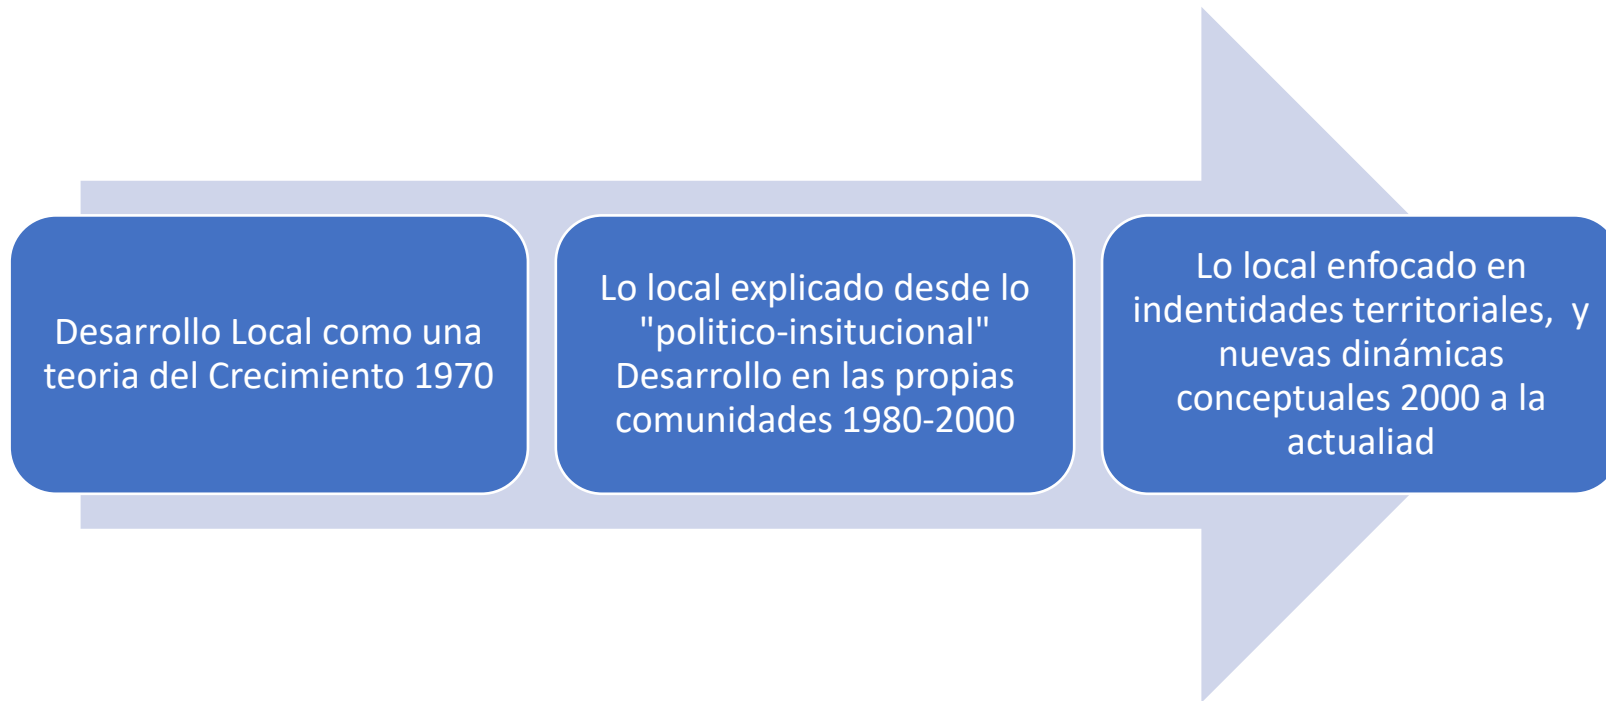 Desarrollo Local como una
teoria del Crecimiento 1970
Lo local explicado desde lo
"politico-insitucional"
Desarrollo en las propias
comunidades 1980-2000
Lo local enfocado en
indentidades territoriales,  y
nuevas dinámicas
conceptuales 2000 a la
actualiad